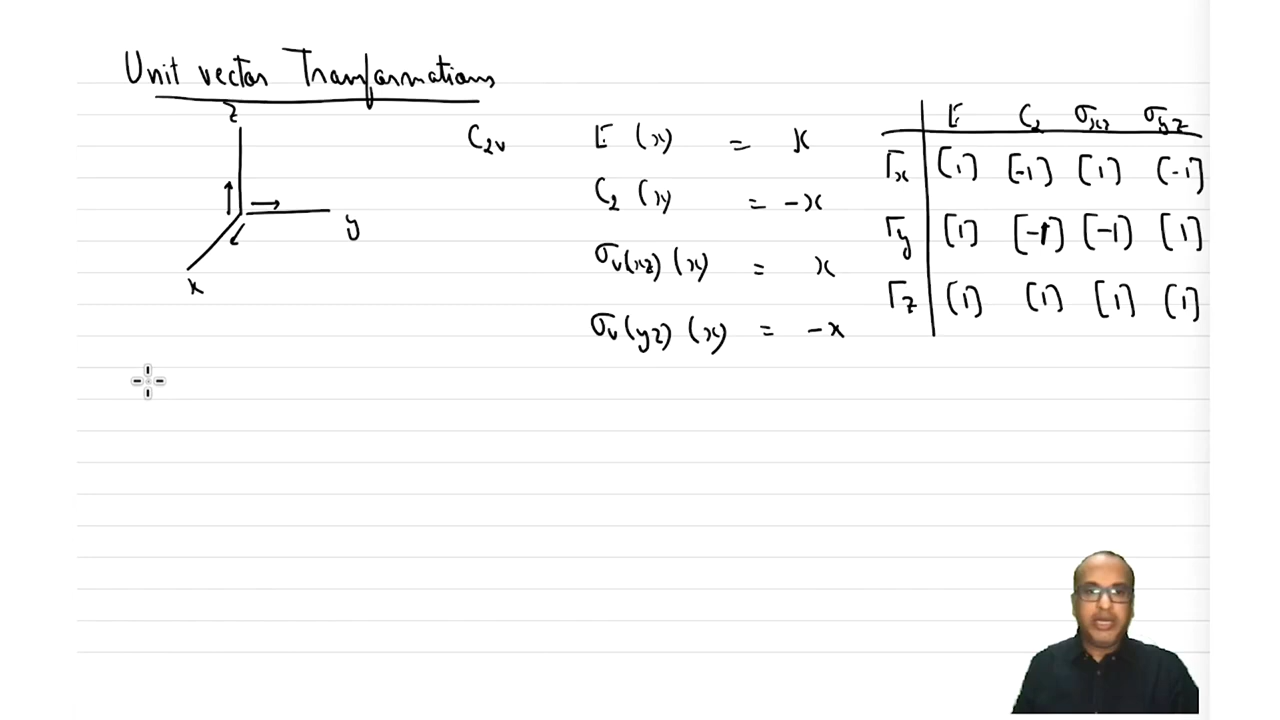 Unit vector Transformations
z
y
x
C₂ᵥ
E (x) = x
C₂ (x) = -x
σᵥ(xz) (x) = x
σᵥ(yz) (x) = -x
E C₂ σxz σyz
Γx [1] [-1] [1] [-1]
Γy [1] [-1] [-1] [1]
Γz [1] [1] [1] [1]